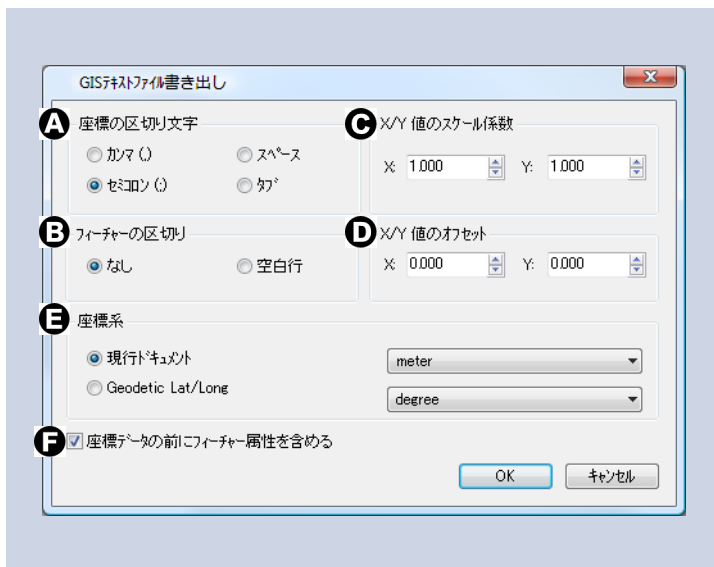 GISﾃｷｽﾄﾌｧｲﾙ書き出し
A 座標の区切り文字
ｶﾝﾏ (,)
ｽﾍﾟｰｽ
ｾﾐｺﾛﾝ (;)
ﾀﾌﾞ
B ﾌｨｰﾁｬｰの区切り
なし
空白行
C X/Y 値のｽｹｰﾙ係数
X: 1.000 Y: 1.000
D X/Y 値のｵﾌｾｯﾄ
X: 0.000 Y: 0.000
E 座標系
現行ﾄﾞｷｭﾒﾝﾄ
meter
Geodetic Lat/Long
degree
F 座標ﾃﾞｰﾀの前にﾌｨｰﾁｬｰ属性を含める
OK
ｷｬﾝｾﾙ